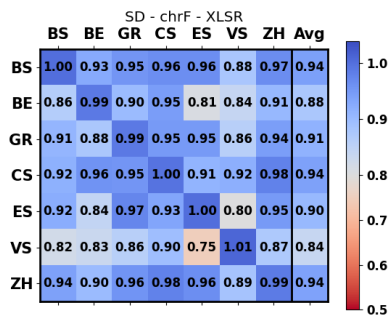 SD - chrF - XLSR
BS BE GR CS ES VS ZH Avg
BS 1.00 0.93 0.95 0.96 0.96 0.88 0.97 0.94
BE 0.86 0.99 0.90 0.95 0.81 0.84 0.91 0.88
GR 0.91 0.88 0.99 0.95 0.95 0.86 0.94 0.91
CS 0.92 0.96 0.95 1.00 0.91 0.92 0.98 0.94
ES 0.92 0.84 0.97 0.93 1.00 0.80 0.95 0.90
VS 0.82 0.83 0.86 0.90 0.75 1.01 0.87 0.84
ZH 0.94 0.90 0.96 0.98 0.96 0.89 0.99 0.94
1.0
0.9
0.8
0.7
0.6
0.5